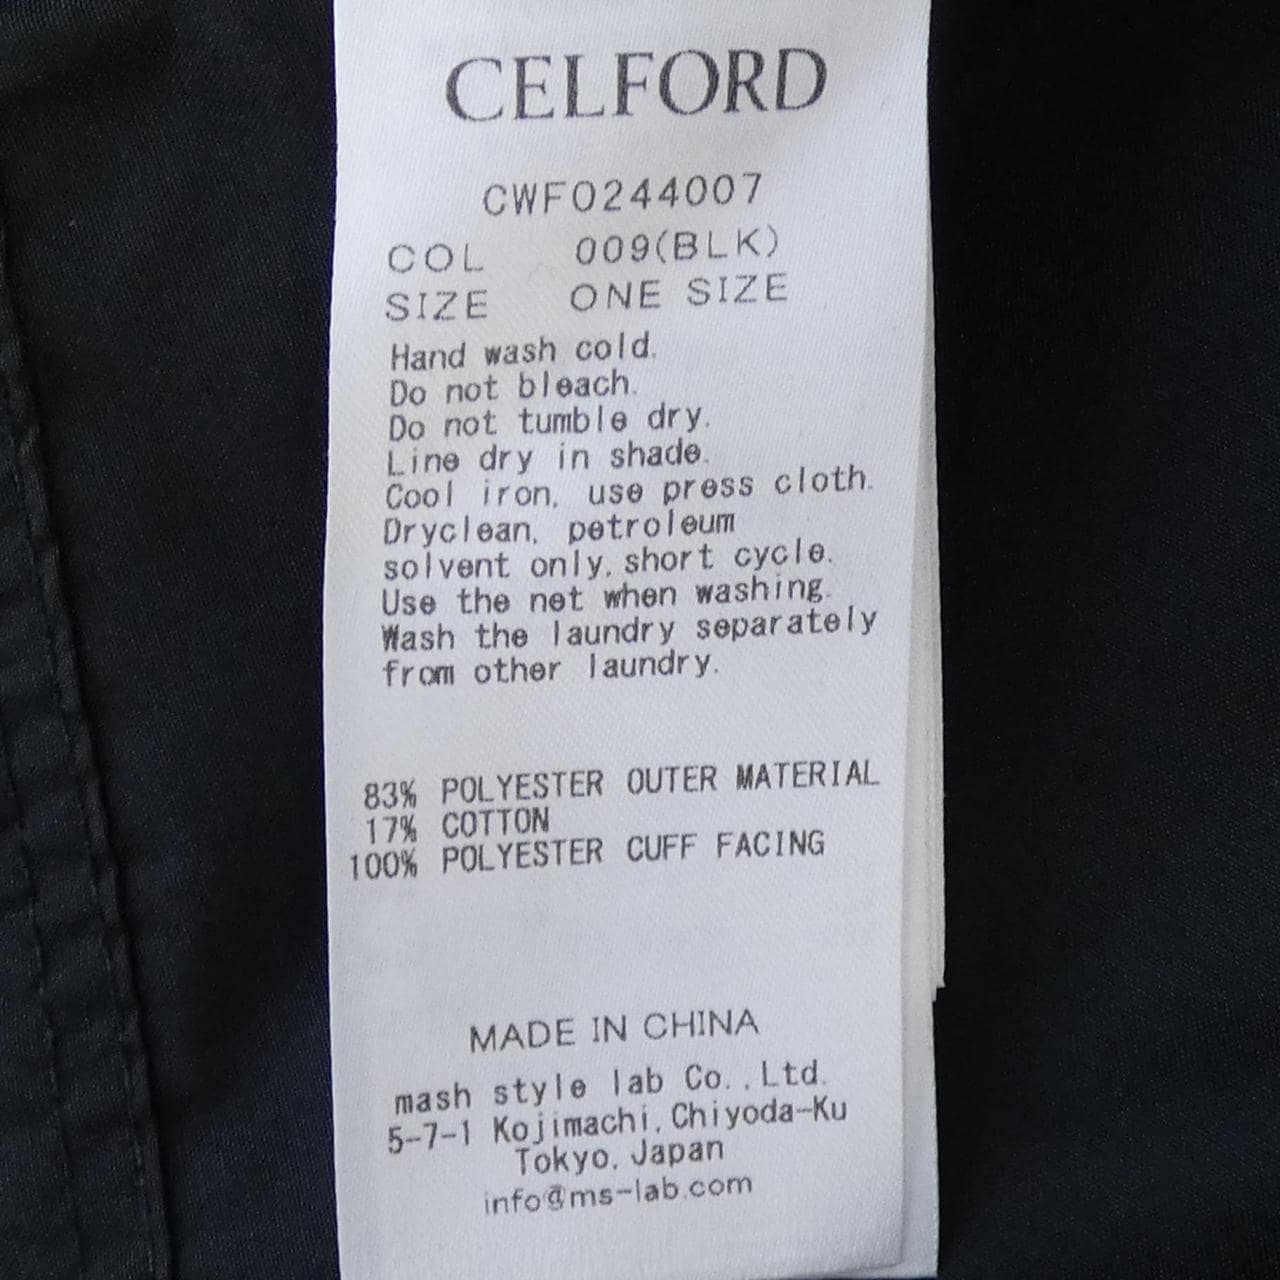 CELFORD
CWFO244007
COL 009(BLK)
SIZE ONE SIZE
Hand wash cold.
Do not bleach.
Do not tumble dry.
Line dry in shade.
Cool iron, use press cloth.
Dryclean, petroleum
solvent only, short cycle.
Use the net when washing.
Wash the laundry separately
from other laundry.
83% POLYESTER OUTER MATERIAL
17% COTTON
100% POLYESTER CUFF FACING
MADE IN CHINA
mash style lab Co.,Ltd.
5-7-1 Kojimachi, Chiyoda-Ku
Tokyo, Japan
info@ms-lab.com